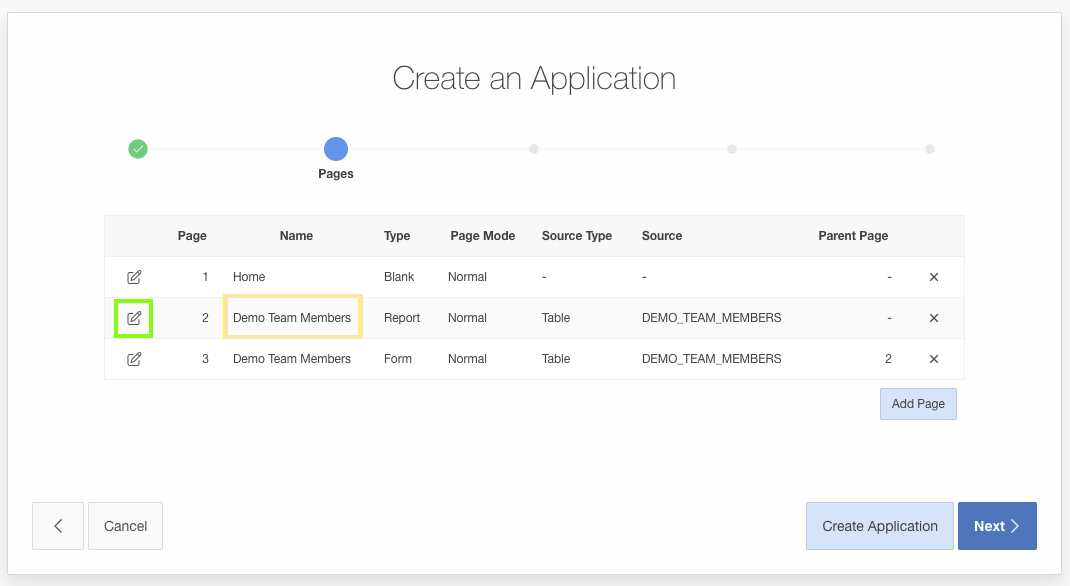 Create an Application
Pages
Page Name Type Page Mode Source Type Source Parent Page
1 Home Blank Normal - - -
2 Demo Team Members Report Normal Table DEMO_TEAM_MEMBERS -
3 Demo Team Members Form Normal Table DEMO_TEAM_MEMBERS 2
Add Page
Cancel Create Application Next